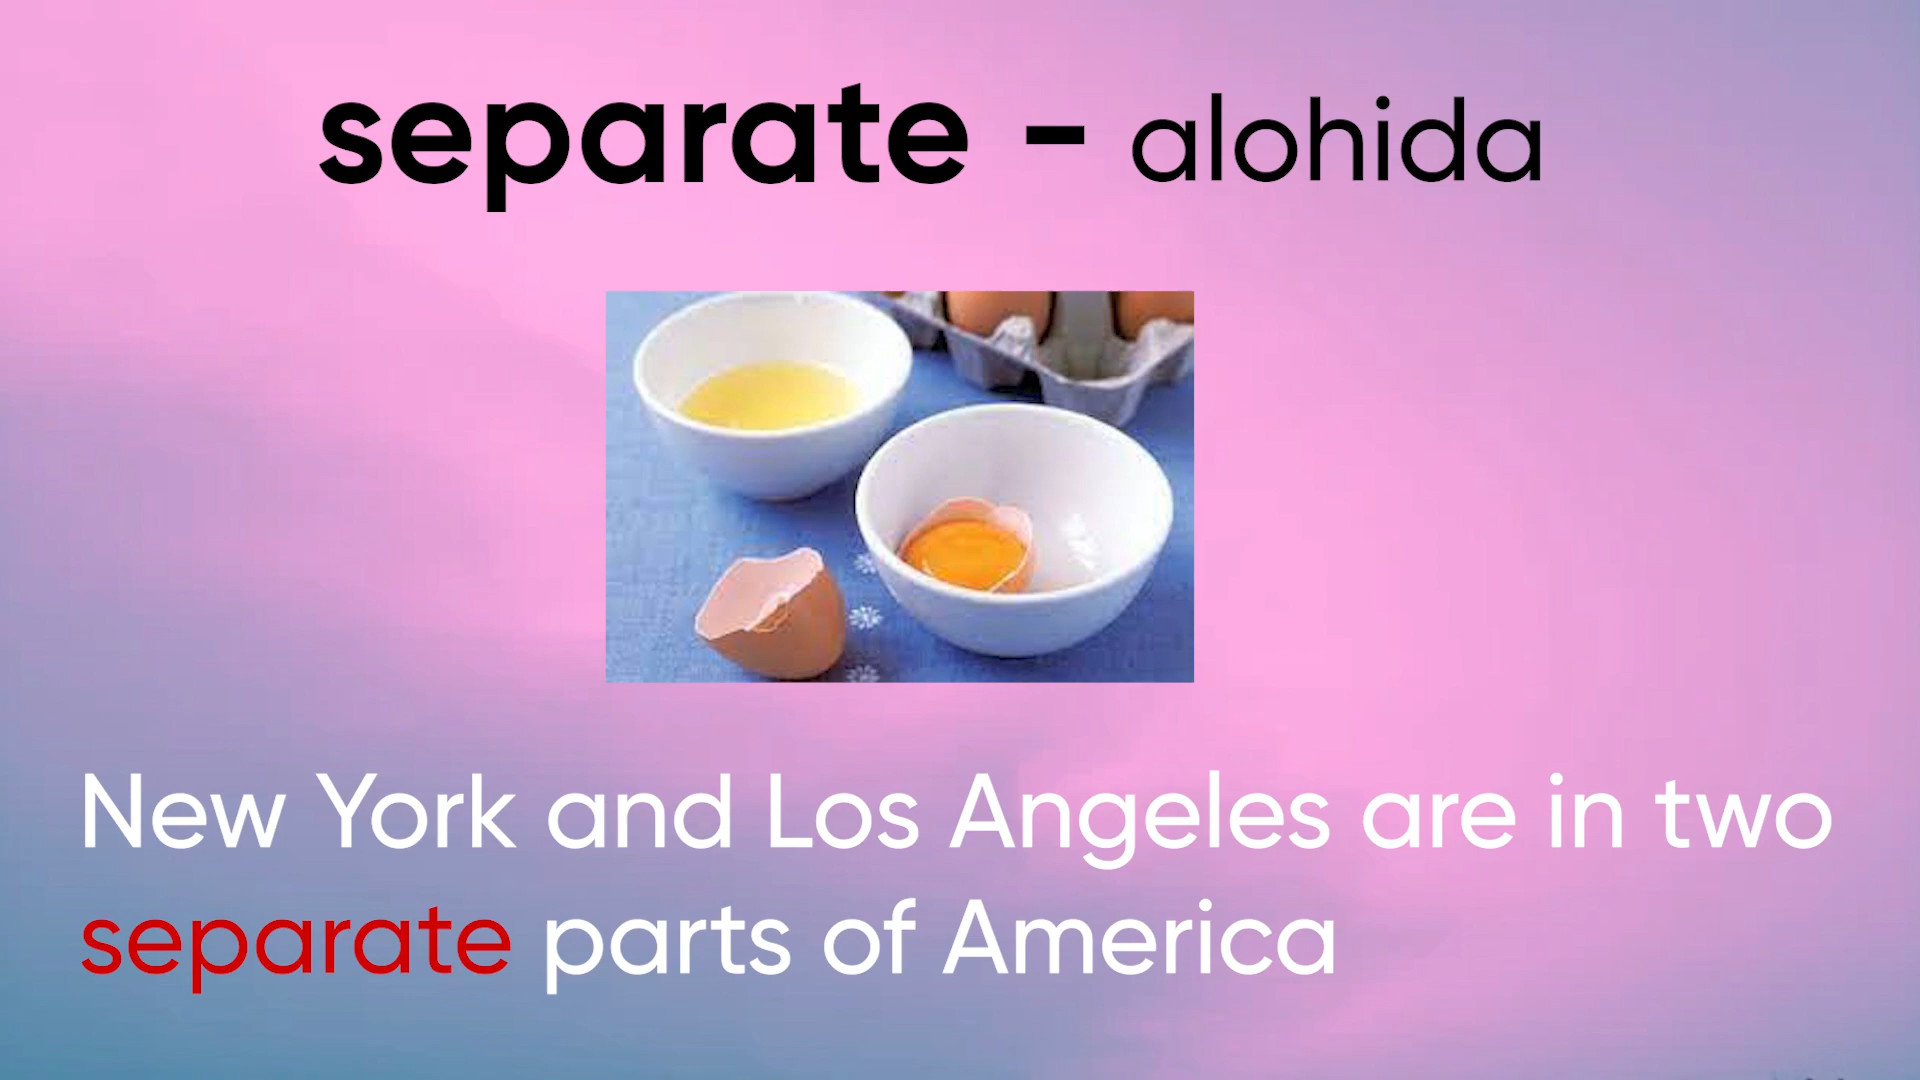 separate - alohida
New York and Los Angeles are in two
separate parts of America